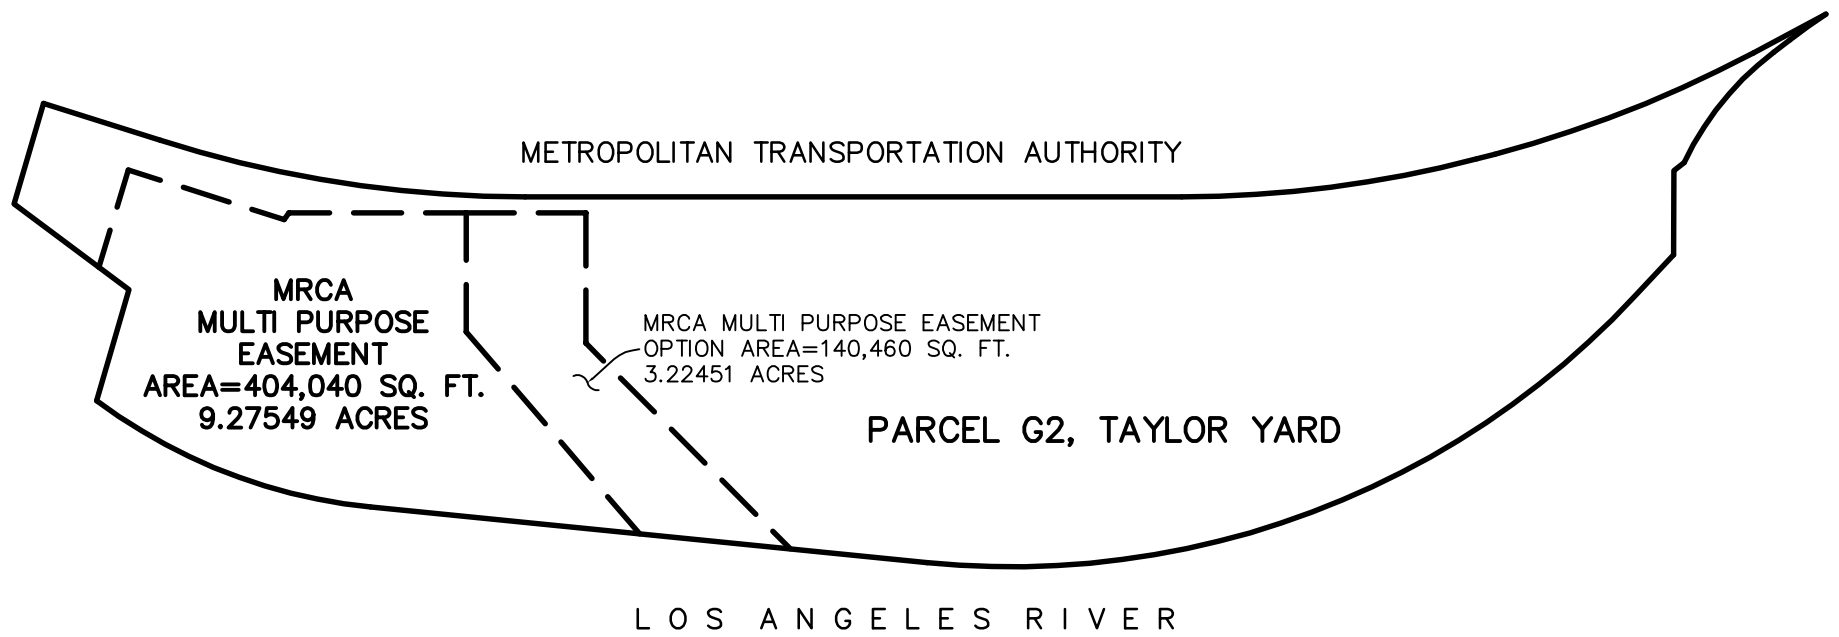 METROPOLITAN TRANSPORTATION AUTHORITY
MRCA
MULTI PURPOSE
EASEMENT
AREA=404,040 SQ. FT.
9.27549 ACRES
MRCA MULTI PURPOSE EASEMENT
OPTION AREA=140,460 SQ. FT.
3.22451 ACRES
PARCEL G2, TAYLOR YARD
LOS ANGELES RIVER